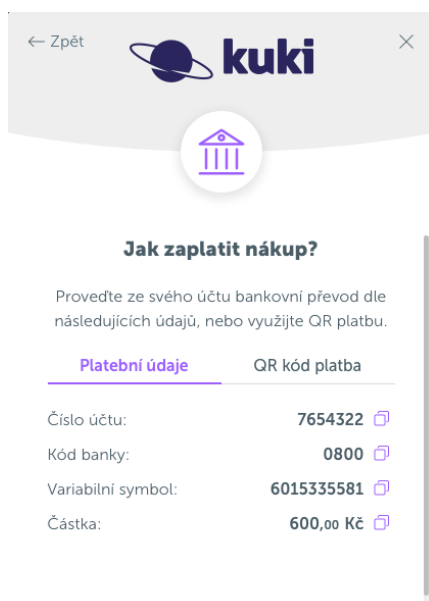 ← Zpět
kuki
Jak zaplatit nákup?
Proveďte ze svého účtu bankovní převod dle
následujících údajů, nebo využijte QR platbu.
Platební údaje QR kód platba
Číslo účtu: 7654322
Kód banky: 0800
Variabilní symbol: 6015335581
Částka: 600,00 Kč